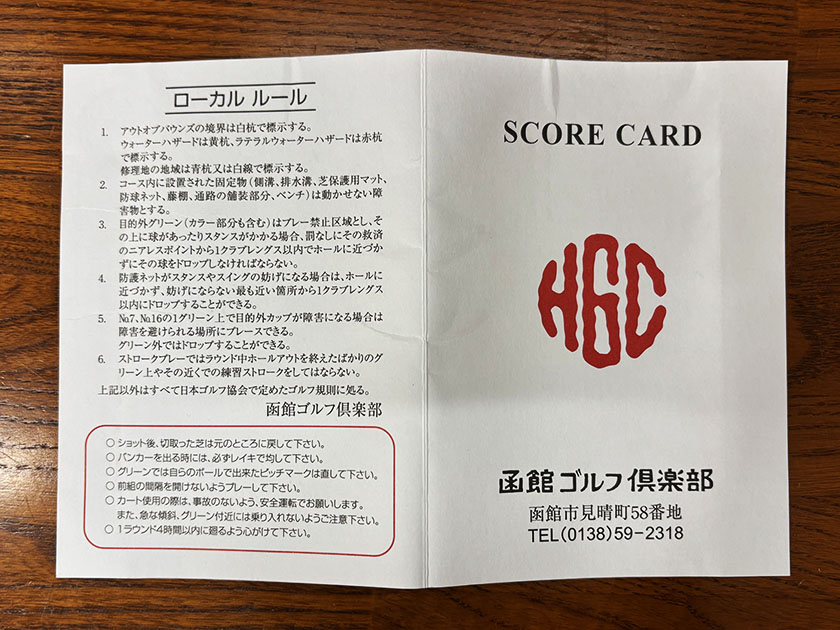 ローカル ルール
1. アウトオブバウンズの境界は白杭で標示する。
ウォーターハザードは黄杭、ラテラルウォーターハザードは赤杭
で標示する。
修理地の地域は青杭又は白線で標示する。
2. コース内に設置された固定物(側溝、排水溝、芝保護用マット、
防球ネット、藤棚、通路の舗装部分、ベンチ)は動かせない障
害物とする。
3. 目的外グリーン(カラー部分も含む)はプレー禁止区域とし、そ
の上に球があったりスタンスがかかる場合、罰なしにその救済
のニアレスポイントから1クラブレングス以内でホールに近づか
ずにその球をドロップしなければならない。
4. 防護ネットがスタンスやスイングの妨げになる場合は、ホールに
近づかず、妨げにならない最も近い箇所から1クラブレングス
以内にドロップすることができる。
5. №7、№16の1グリーン上で目的外カップが障害になる場合は
障害を避けられる場所にプレースできる。
グリーン外ではドロップすることができる。
6. ストロークプレーではラウンド中ホールアウトを終えたばかりのグ
リーン上やその近くでの練習ストロークをしてはならない。
上記以外はすべて日本ゴルフ協会で定めたゴルフ規則に処る。
函館ゴルフ倶楽部
○ ショット後、切取った芝は元のところに戻して下さい。
○ バンカーを出る時には、必ずレイキで均して下さい。
○ グリーンでは自らのボールで出来たピッチマークは直して下さい。
○ 前組の間隔を開けないようプレーして下さい。
○ カート使用の際は、事故のないよう、安全運転でお願いします。
また、急な傾斜、グリーン付近には乗り入れないようご注意下さい。
○ 1ラウンド4時間以内に廻るよう心がけて下さい。
SCORE CARD
HGC
函館ゴルフ倶楽部
函館市見晴町58番地
TEL(0138)59-2318